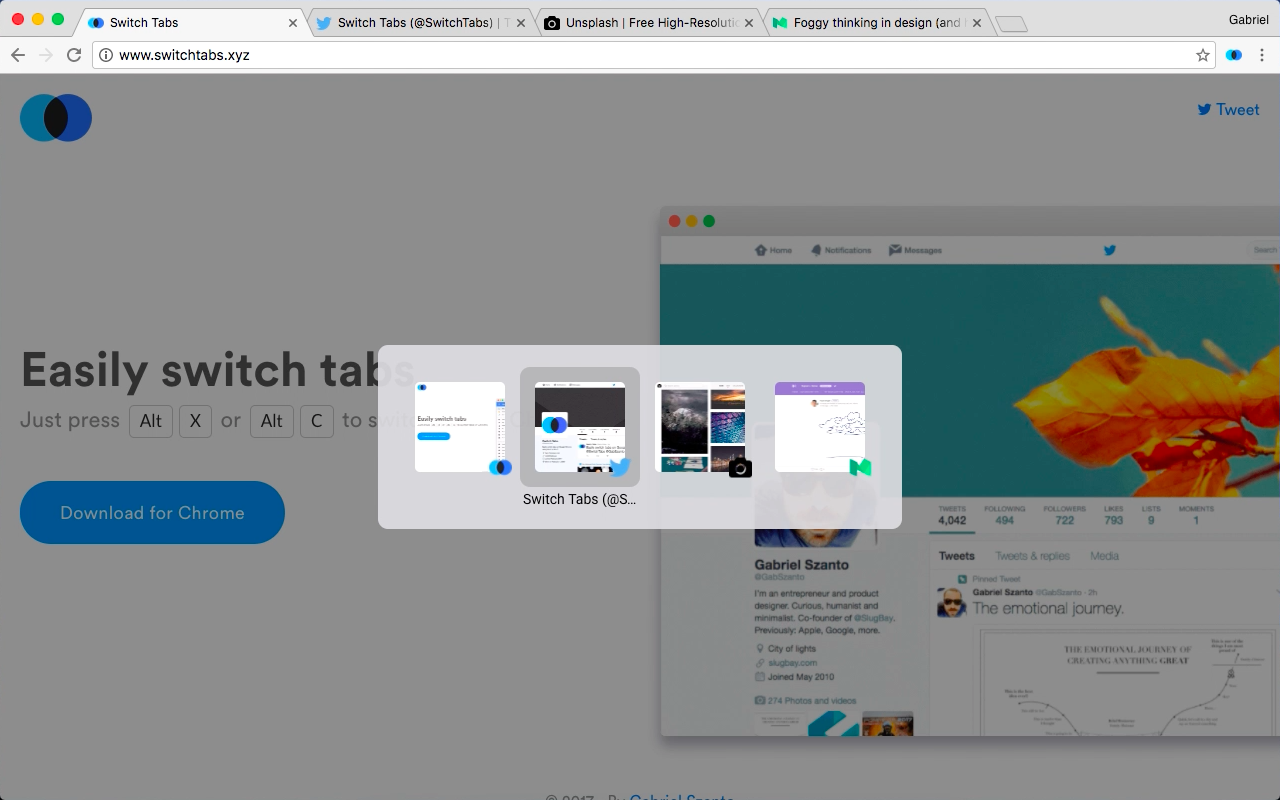 Switch Tabs
Switch Tabs (@SwitchTabs) | T
Unsplash | Free High-Resolutio
Foggy thinking in design (and
Gabriel
www.switchtabs.xyz
Tweet
Home Notifications Messages Search
Easily switch tabs
Just press Alt X or Alt C to sw
Download for Chrome
Easily switch tabs
Switch Tabs (@S...
TWEETS FOLLOWING FOLLOWERS LIKES LISTS MOMENTS
4,042 494 722 793 9 1
Gabriel Szanto
@GabSzanto
I'm an entrepreneur and product
designer. Curious, humanist and
minimalist. Co-founder of @SlugBay.
Previously: Apple, Google, more.
City of lights
slugbay.com
Joined May 2010
274 Photos and videos
Tweets Tweets & replies Media
Pinned Tweet
Gabriel Szanto @GabSzanto · 2h
The emotional journey.
THE EMOTIONAL JOURNEY OF
CREATING ANYTHING GREAT
© 2017 · By Gabriel Szanto